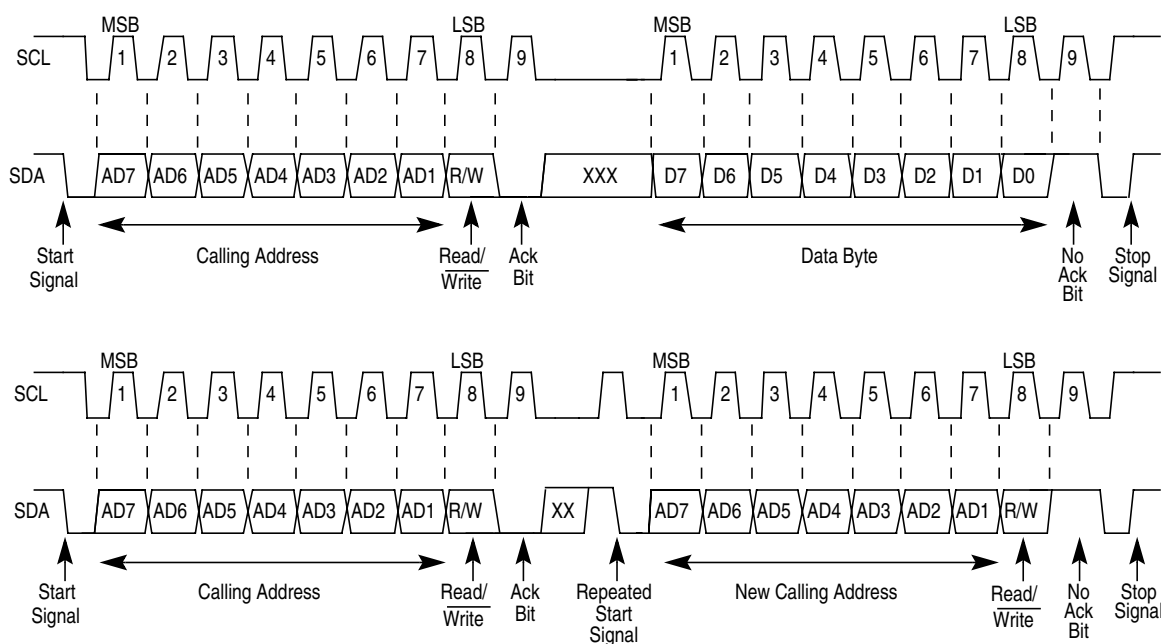 MSB LSB MSB LSB
SCL 1 2 3 4 5 6 7 8 9 1 2 3 4 5 6 7 8 9
SDA AD7 AD6 AD5 AD4 AD3 AD2 AD1 R/W XXX D7 D6 D5 D4 D3 D2 D1 D0
Start Signal
Calling Address
Read/ Write
Ack Bit
Data Byte
No Ack Bit
Stop Signal
MSB LSB MSB LSB
SCL 1 2 3 4 5 6 7 8 9 1 2 3 4 5 6 7 8 9
SDA AD7 AD6 AD5 AD4 AD3 AD2 AD1 R/W XX AD7 AD6 AD5 AD4 AD3 AD2 AD1 R/W
Start Signal
Calling Address
Read/ Write
Ack Bit
Repeated Start Signal
New Calling Address
Read/ Write
No Ack Bit
Stop Signal